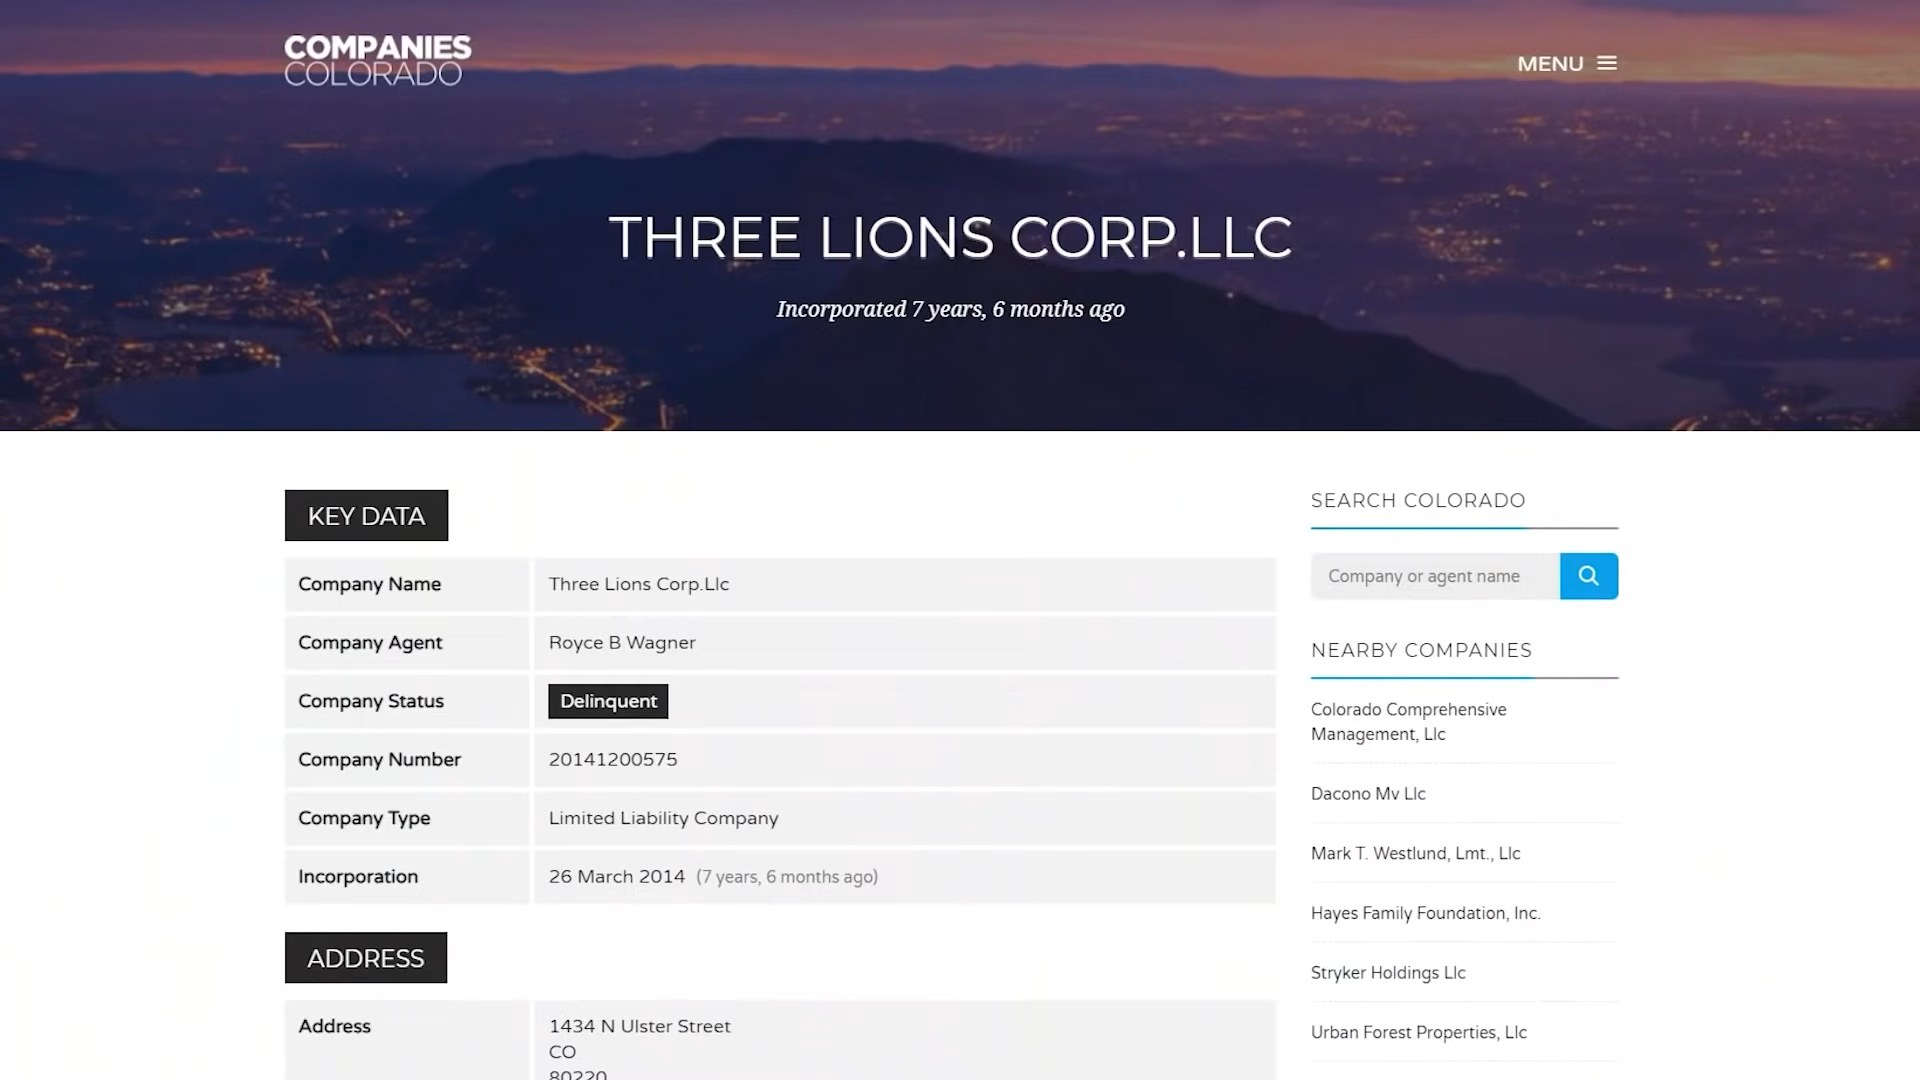 COMPANIES
COLORADO
MENU
THREE LIONS CORP.LLC
Incorporated 7 years, 6 months ago
KEY DATA
Company Name Three Lions Corp.Llc
Company Agent Royce B Wagner
Company Status Delinquent
Company Number 20141200575
Company Type Limited Liability Company
Incorporation 26 March 2014 (7 years, 6 months ago)
ADDRESS
Address 1434 N Ulster Street
CO
80220
SEARCH COLORADO
Company or agent name
NEARBY COMPANIES
Colorado Comprehensive
Management, Llc
Dacono Mv Llc
Mark T. Westlund, Lmt., Llc
Hayes Family Foundation, Inc.
Stryker Holdings Llc
Urban Forest Properties, Llc